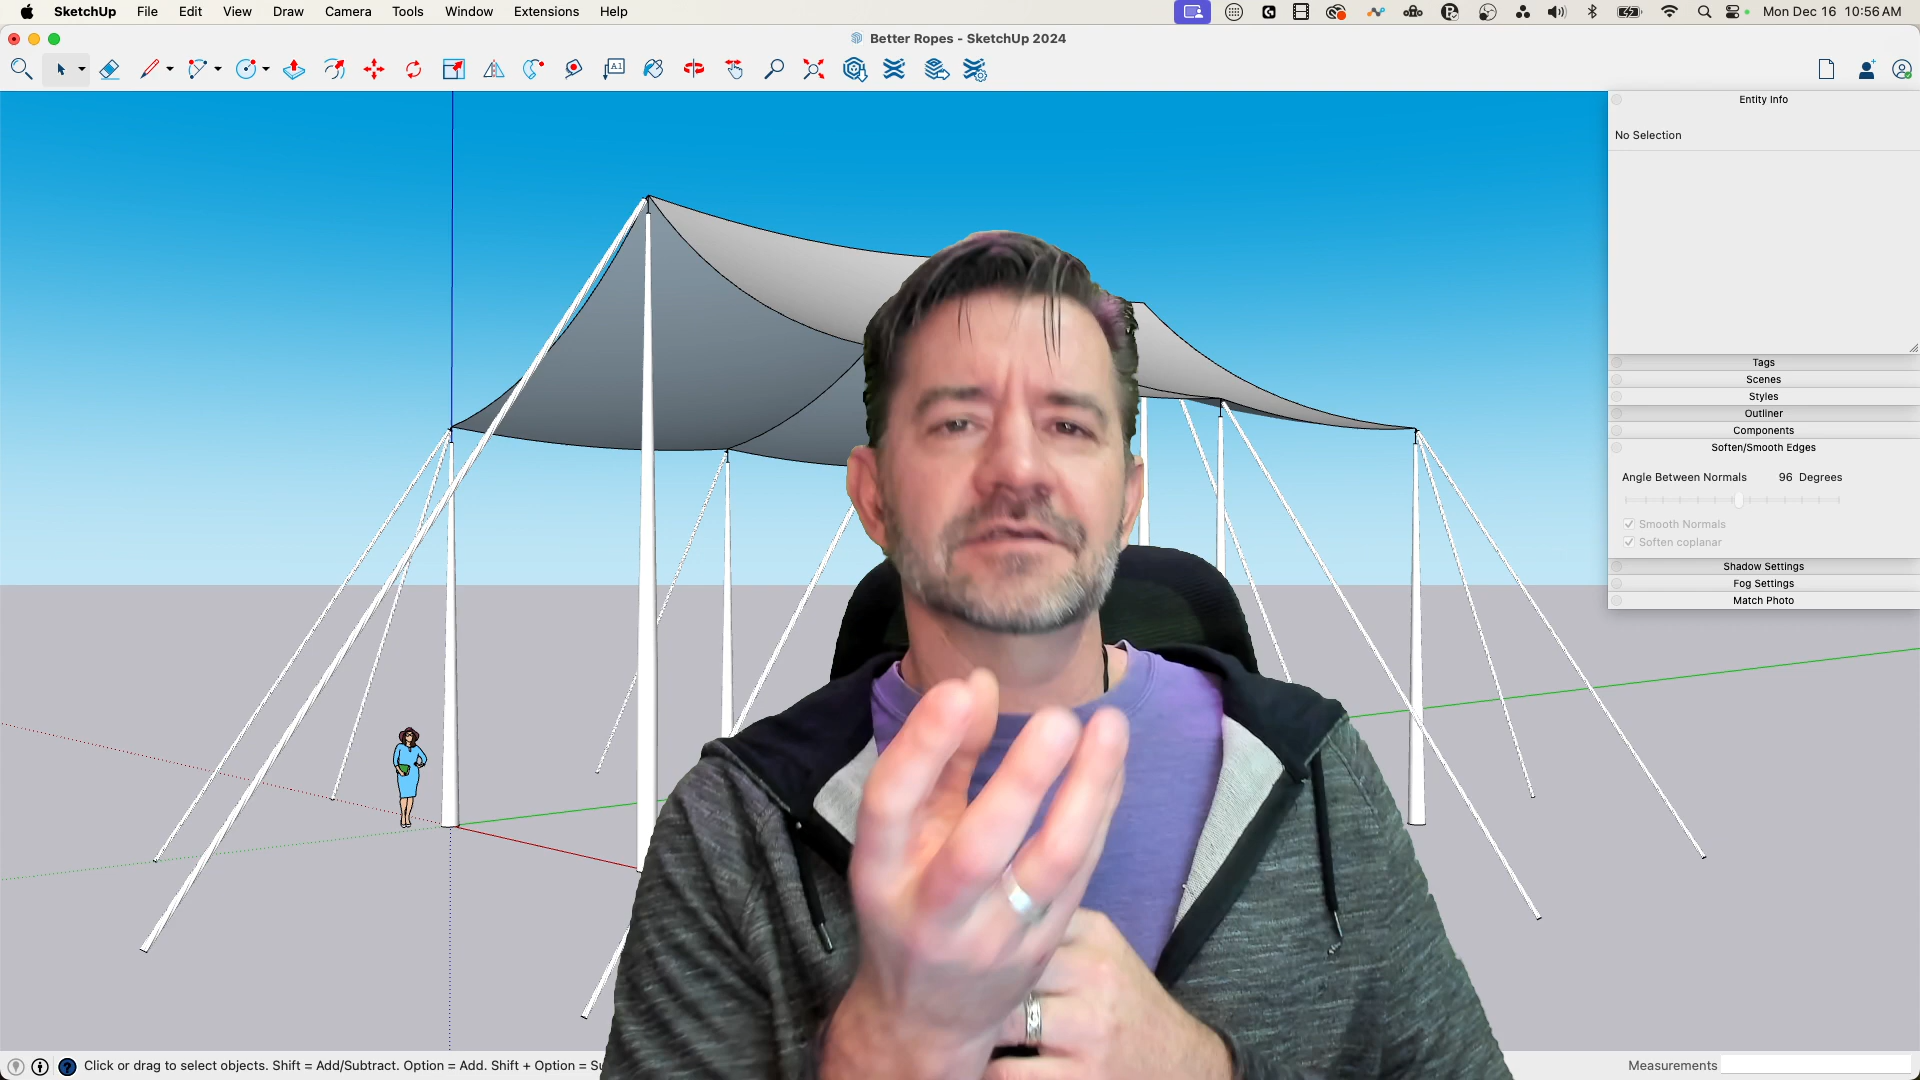 SketchUp File Edit View Draw Camera Tools Window Extensions Help Mon Dec 16 10:56 AM
Better Ropes - SketchUp 2024
A1
Entity Info
No Selection
Tags
Scenes
Styles
Outliner
Components
Soften/Smooth Edges
Angle Between Normals 96 Degrees
Smooth Normals
Soften coplanar
Shadow Settings
Fog Settings
Match Photo
Click or drag to select objects. Shift = Add/Subtract. Option = Add. Shift + Option = Su
Measurements